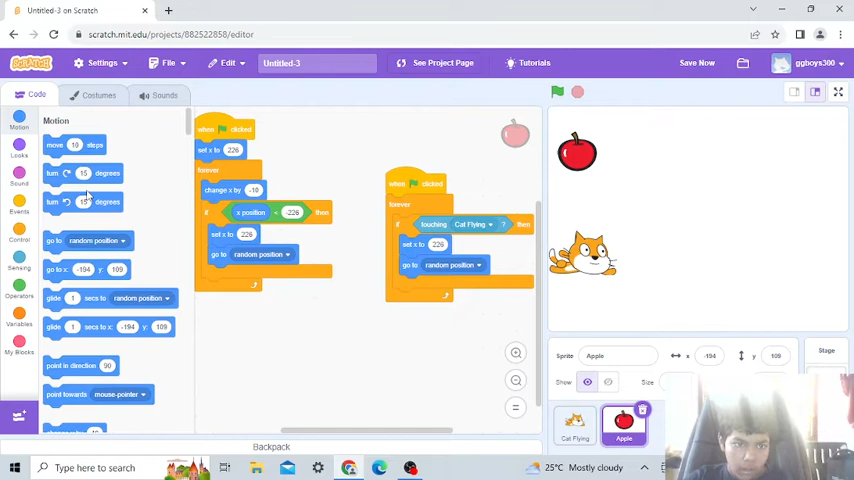 Untitled-3 on Scratch
scratch.mit.edu/projects/882522858/editor
SCRATCH Settings File Edit Untitled-3 See Project Page Tutorials Save Now ggboys300
Code Costumes Sounds
Motion
Looks
Sound
Events
Control
Sensing
Operators
Variables
My Blocks
Motion
move 10 steps
turn 15 degrees
turn 15 degrees
go to random position
go to x: -194 y: 109
glide 1 secs to random position
glide 1 secs to x: -194 y: 109
point in direction 90
point towards mouse-pointer
when clicked
set x to 226
forever
change x by -10
if x position < -226 then
set x to 226
go to random position
when clicked
forever
if touching Cat Flying ? then
set x to 226
go to random position
Sprite Apple x -194 y 109
Show Size
Cat Flying
Apple
Stage
Backpack
Type here to search
25°C Mostly cloudy